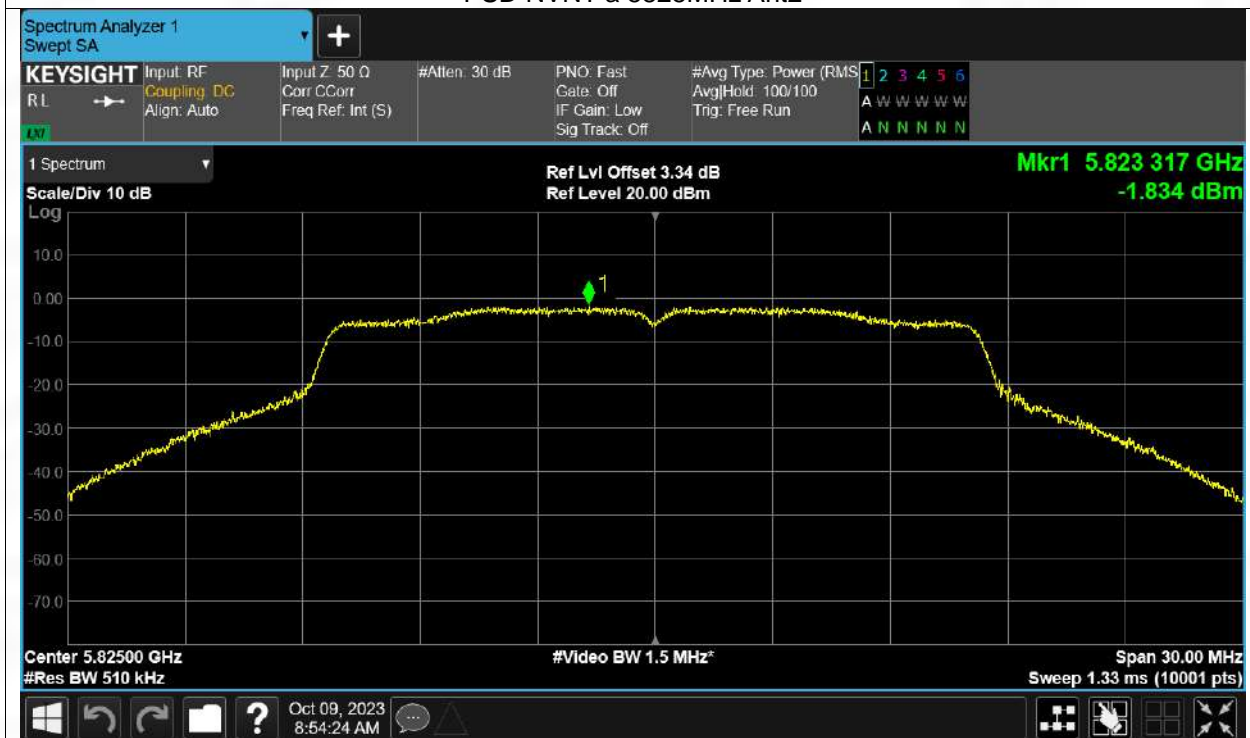 Spectrum Analyzer 1
Swept SA
+
KEYSIGHT
RL
LXI
Input: RF
Coupling: DC
Align: Auto
Input Z: 50 Ω
Corr CCorr
Freq Ref: Int (S)
#Atten: 30 dB
PNO: Fast
Gate: Off
IF Gain: Low
Sig Track: Off
#Avg Type: Power (RMS
Avg|Hold: 100/100
Trig: Free Run
1 2 3 4 5 6
A W W W W W
A N N N N N
1 Spectrum
Scale/Div 10 dB
Log
Ref Lvl Offset 3.34 dB
Ref Level 20.00 dBm
Mkr1 5.823 317 GHz
-1.834 dBm
10.0
0.00
-10.0
-20.0
-30.0
-40.0
-50.0
-60.0
-70.0
1
Center 5.82500 GHz
#Res BW 510 kHz
#Video BW 1.5 MHz*
Span 30.00 MHz
Sweep 1.33 ms (10001 pts)
?
Oct 09, 2023
8:54:24 AM